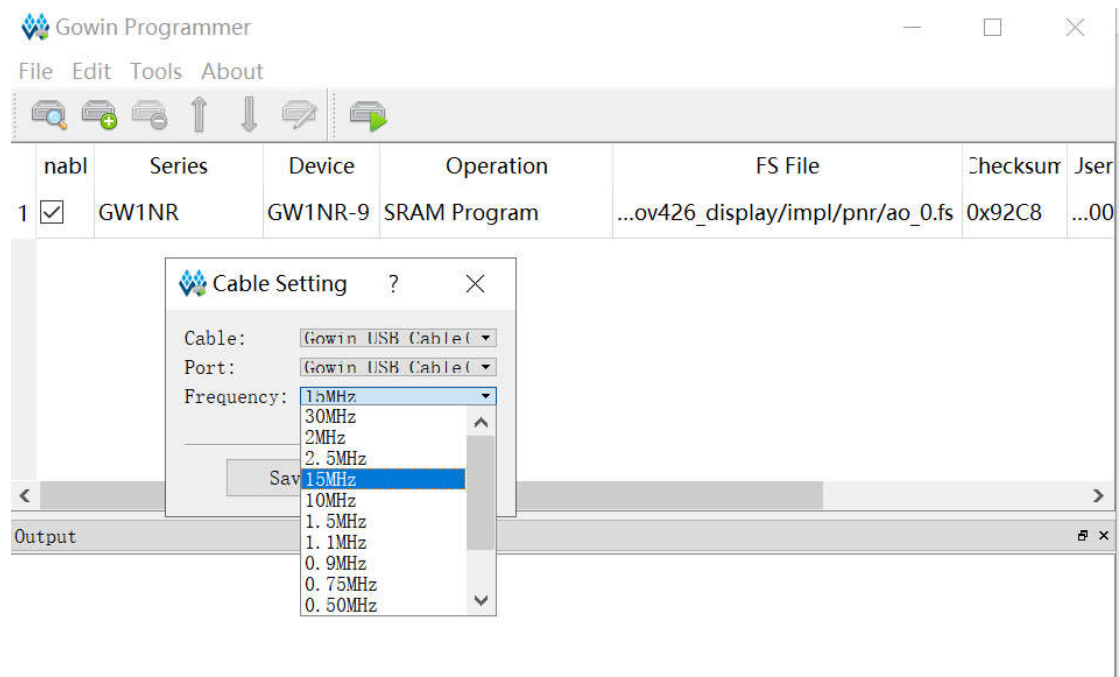 Gowin Programmer
File Edit Tools About
nabl Series Device Operation FS File Checksum User
1 GW1NR GW1NR-9 SRAM Program ...ov426_display/impl/pnr/ao_0.fs 0x92C8 ...00
Cable Setting ?
Cable: Gowin USB Cable(
Port: Gowin USB Cable(
Frequency: 15MHz
30MHz
2MHz
2.5MHz
Sav 15MHz
10MHz
1.5MHz
1.1MHz
0.9MHz
0.75MHz
0.50MHz
Output